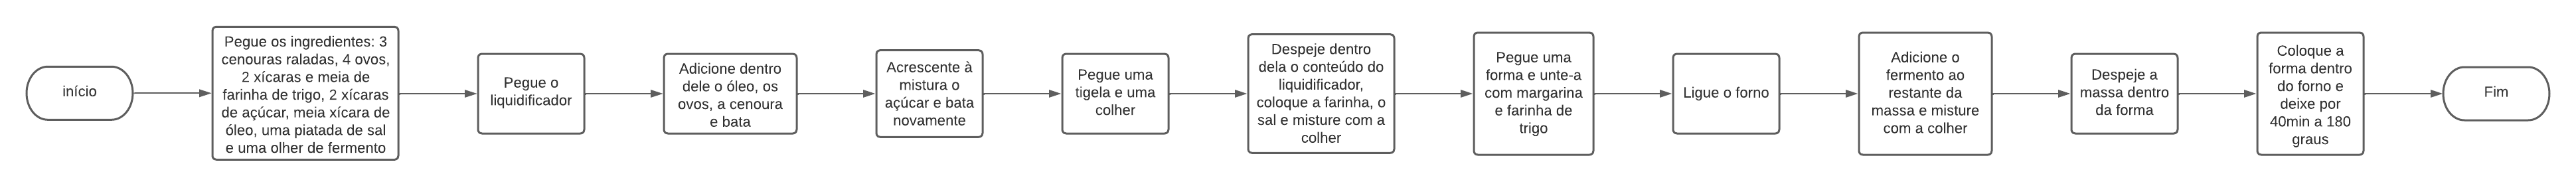 início
Pegue os ingredientes: 3
cenouras raladas, 4 ovos,
2 xícaras e meia de
farinha de trigo, 2 xícaras
de açúcar, meia xícara de
óleo, uma piatada de sal
e uma olher de fermento
Pegue o
liquidificador
Adicione dentro
dele o óleo, os
ovos, a cenoura
e bata
Acrescente à
mistura o
açúcar e bata
novamente
Pegue uma
tigela e uma
colher
Despeje dentro
dela o conteúdo do
liquidificador,
coloque a farinha, o
sal e misture com a
colher
Pegue uma
forma e unte-a
com margarina
e farinha de
trigo
Ligue o forno
Adicione o
fermento ao
restante da
massa e misture
com a colher
Despeje a
massa dentro
da forma
Coloque a
forma dentro
do forno e
deixe por
40min a 180
graus
Fim